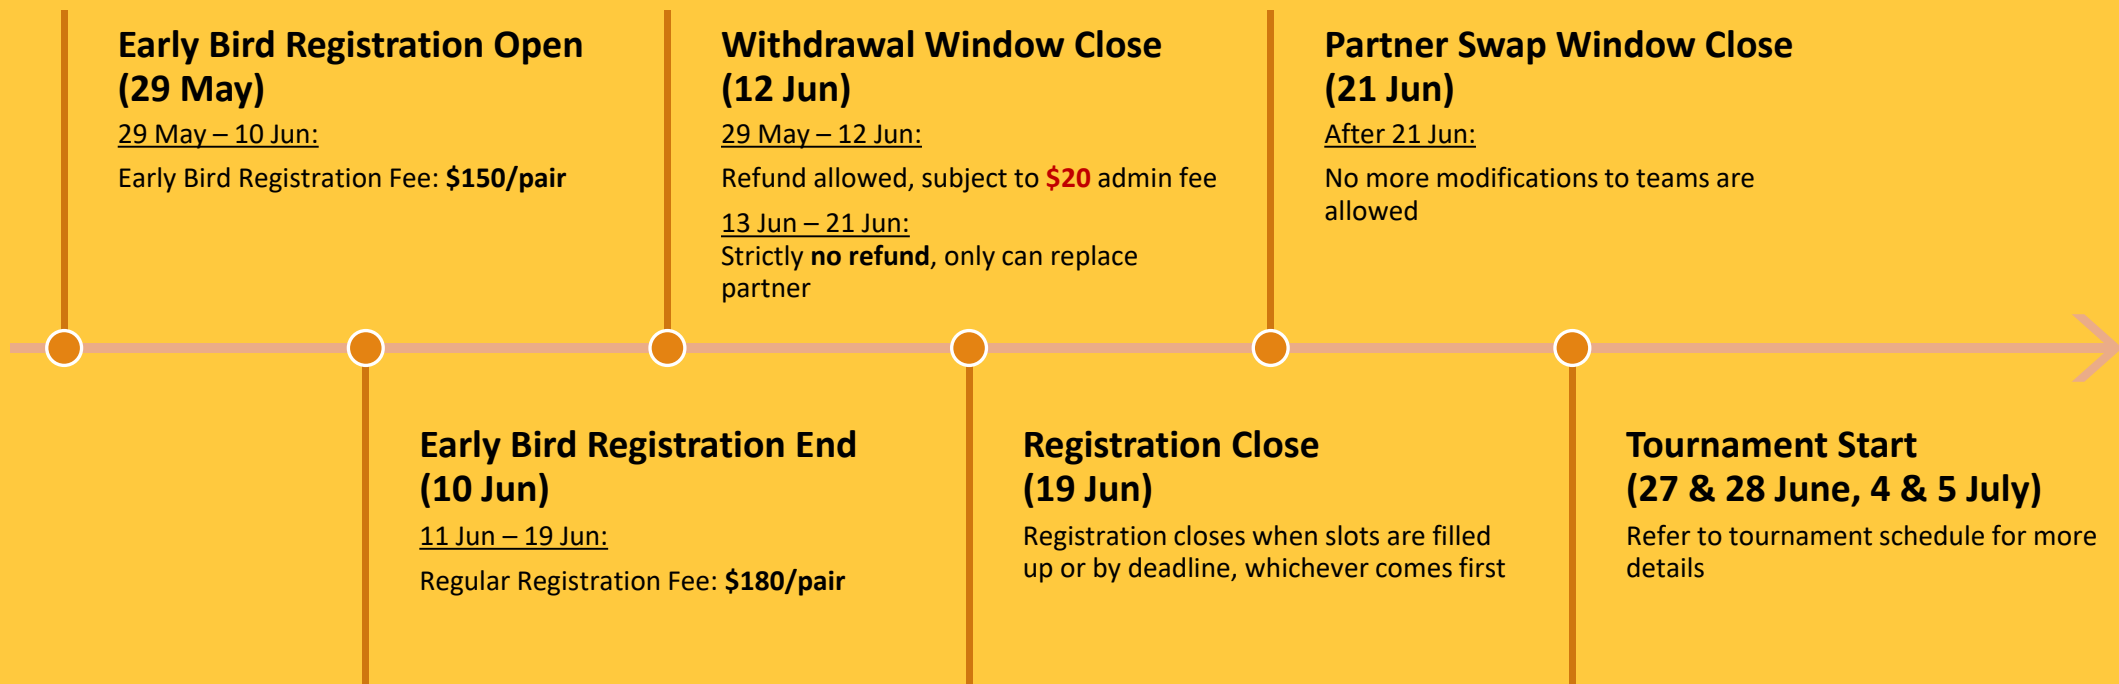 Early Bird Registration Open
(29 May)
29 May – 10 Jun:
Early Bird Registration Fee: $150/pair
Early Bird Registration End
(10 Jun)
11 Jun – 19 Jun:
Regular Registration Fee: $180/pair
Withdrawal Window Close
(12 Jun)
29 May – 12 Jun:
Refund allowed, subject to $20 admin fee
13 Jun – 21 Jun:
Strictly no refund, only can replace
partner
Registration Close
(19 Jun)
Registration closes when slots are filled
up or by deadline, whichever comes first
Partner Swap Window Close
(21 Jun)
After 21 Jun:
No more modifications to teams are
allowed
Tournament Start
(27 & 28 June, 4 & 5 July)
Refer to tournament schedule for more
details